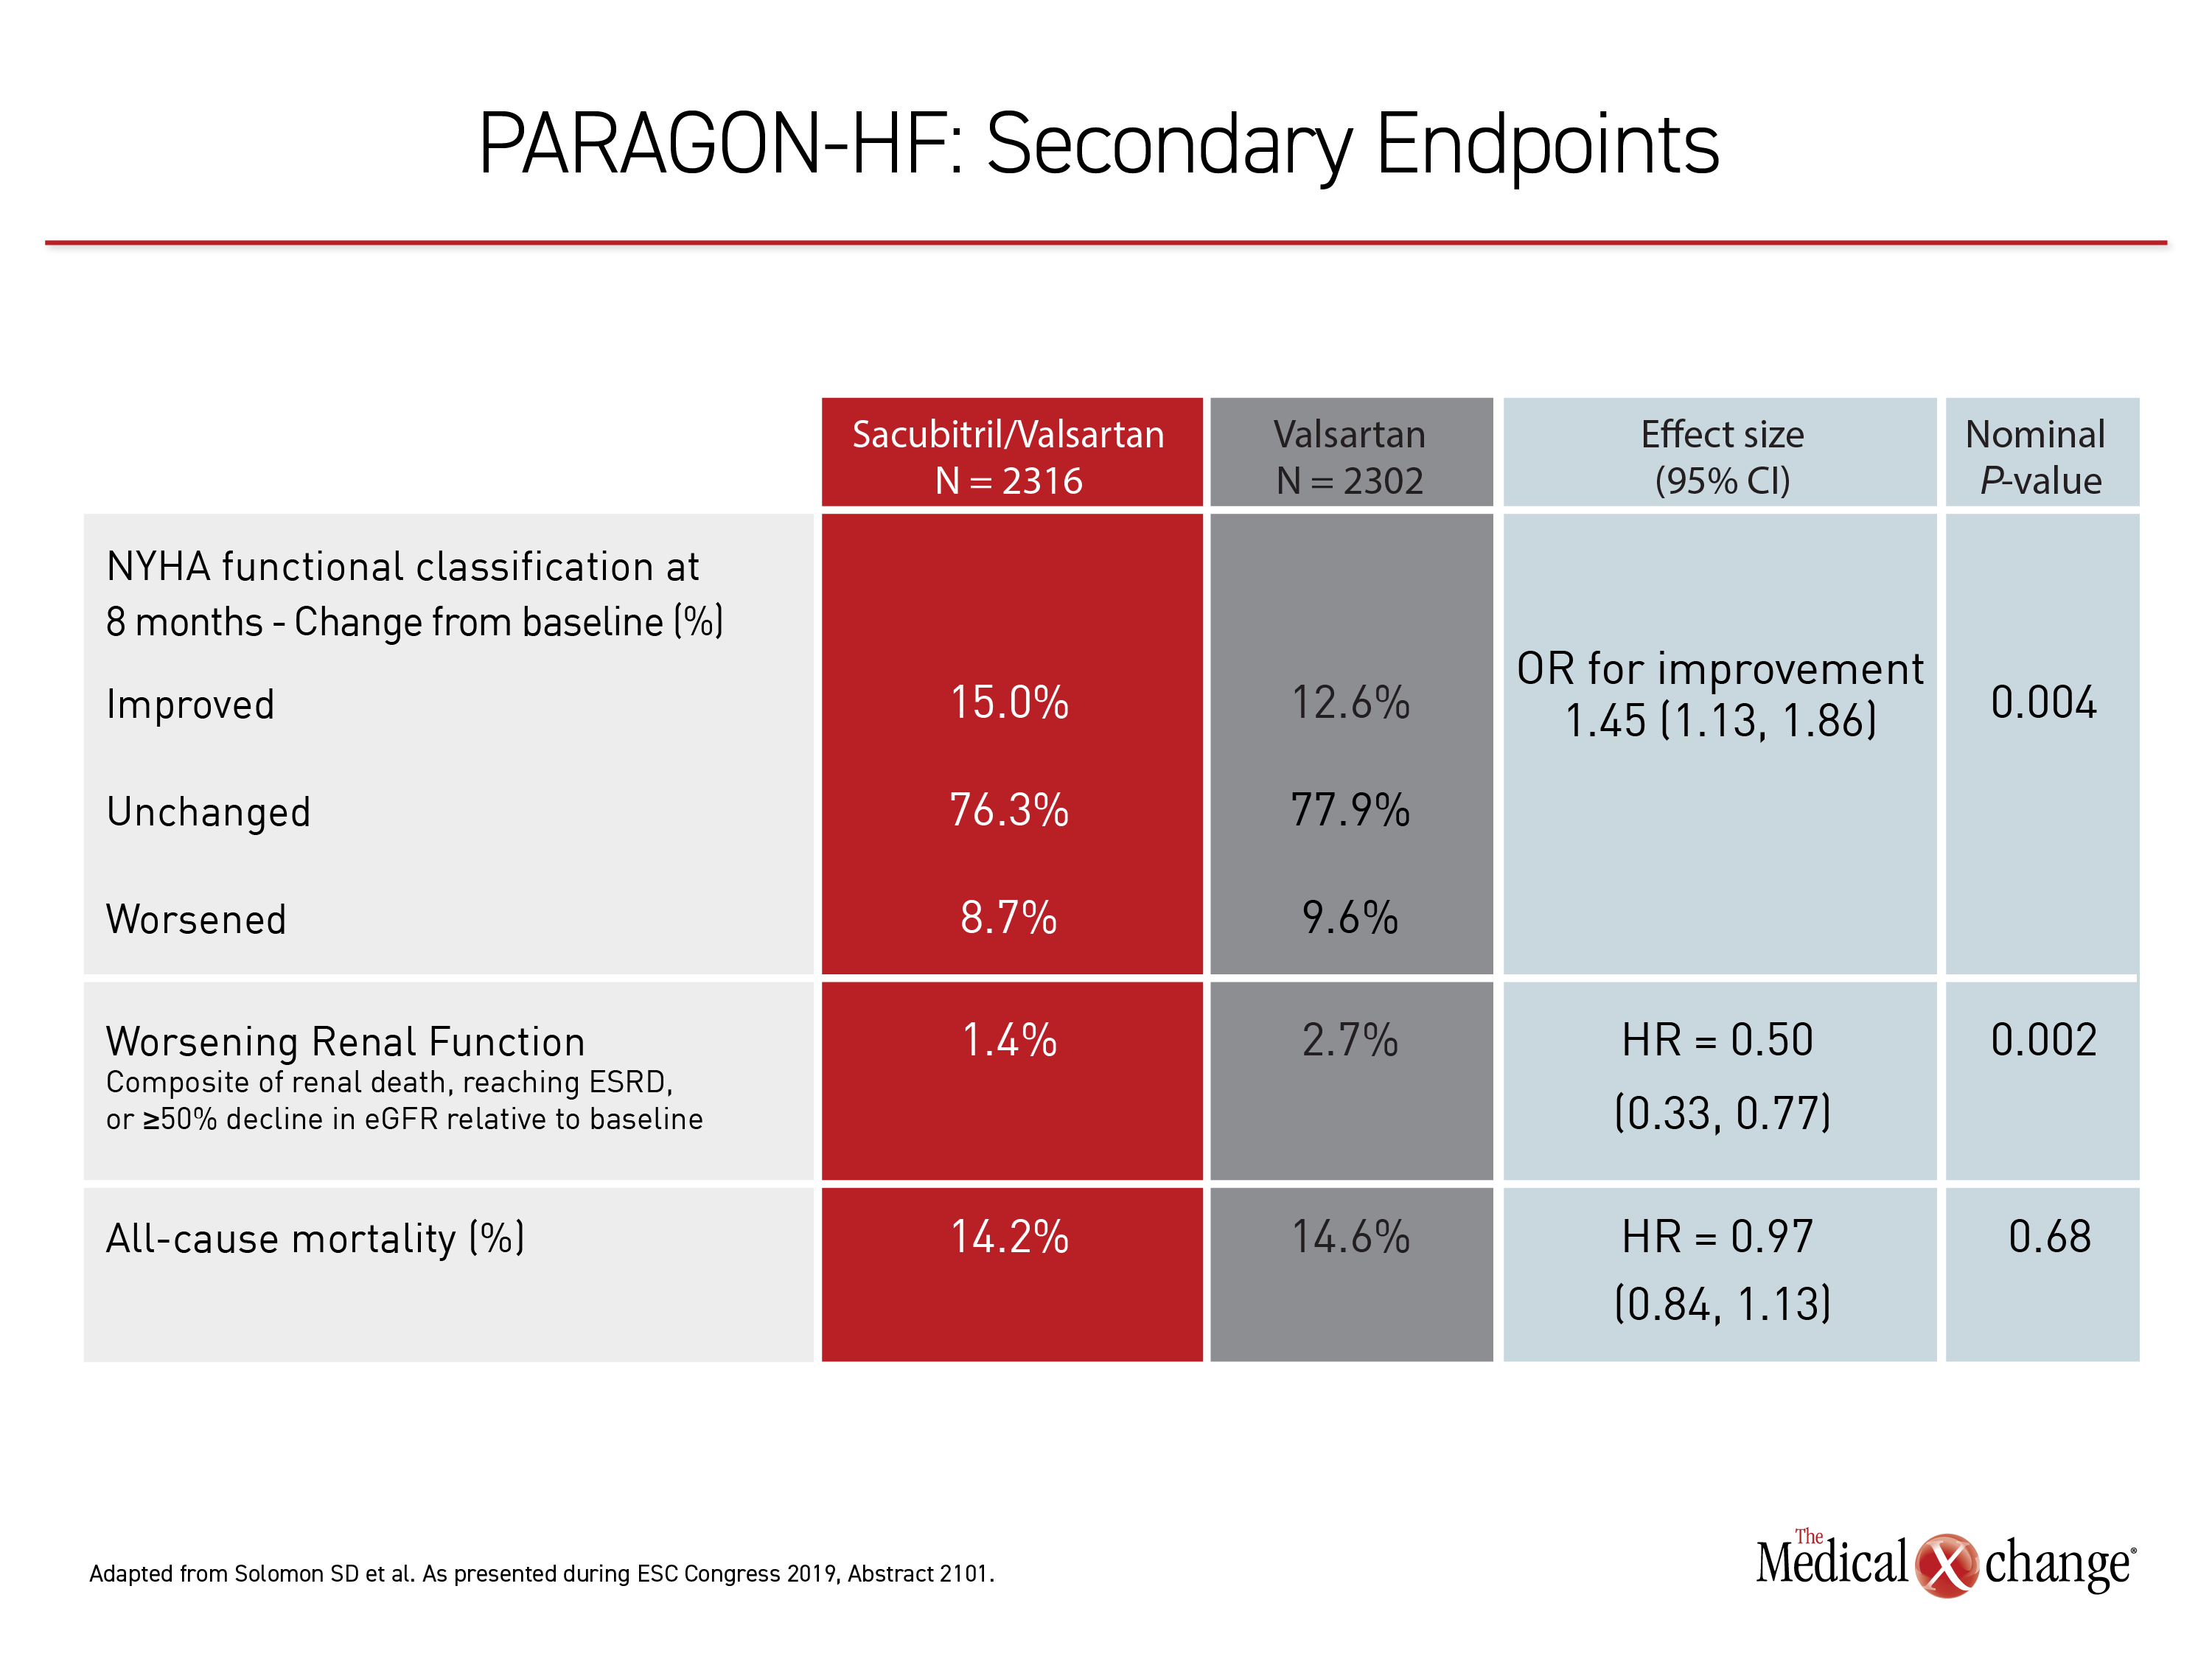 PARAGON-HF: Secondary Endpoints
Sacubitril/Valsartan
N = 2316
Valsartan
N = 2302
Effect size
(95% CI)
Nominal
P-value
NYHA functional classification at
8 months - Change from baseline (%)
Improved
15.0%
12.6%
OR for improvement
1.45 (1.13, 1.86)
0.004
Unchanged
76.3%
77.9%
Worsened
8.7%
9.6%
Worsening Renal Function
Composite of renal death, reaching ESRD,
or ≥50% decline in eGFR relative to baseline
1.4%
2.7%
HR = 0.50
(0.33, 0.77)
0.002
All-cause mortality (%)
14.2%
14.6%
HR = 0.97
(0.84, 1.13)
0.68
Adapted from Solomon SD et al. As presented during ESC Congress 2019, Abstract 2101.
The
Medical X change®